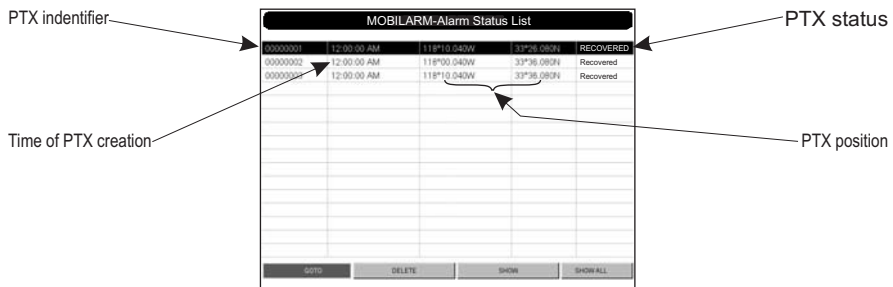 PTX indentifier
MOBILARM-Alarm Status List
PTX status
00000001 12:00:00 AM 118°10.040W 33°26.080N RECOVERED
00000002 12:00:00 AM 118°00.040W 33°36.080N Recovered
00000003 12:00:00 AM 118°10.040W 33°36.080N Recovered
Time of PTX creation
PTX position
GOTO DELETE SHOW SHOW ALL